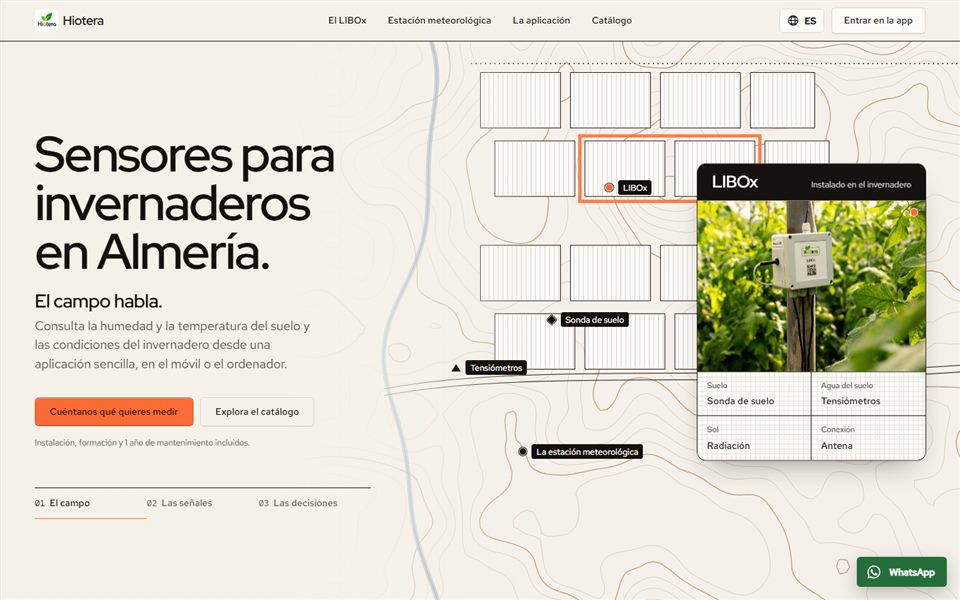 Hiotera
Hiotera
El LIBOx
Estación meteorológica
La aplicación
Catálogo
ES
Entrar en la app
Sensores para
invernaderos
en Almería.
El campo habla.
Consulta la humedad y la temperatura del suelo y
las condiciones del invernadero desde una
aplicación sencilla, en el móvil o el ordenador.
Cuéntanos qué quieres medir
Explora el catálogo
Instalación, formación y 1 año de mantenimiento incluidos.
01 El campo
02 Las señales
03 Las decisiones
LIBOx
Sonda de suelo
Tensiómetros
La estación meteorológica
LIBOx
Instalado en el invernadero
Suelo
Sonda de suelo
Agua del suelo
Tensiómetros
Sol
Radiación
Conexión
Antena
WhatsApp